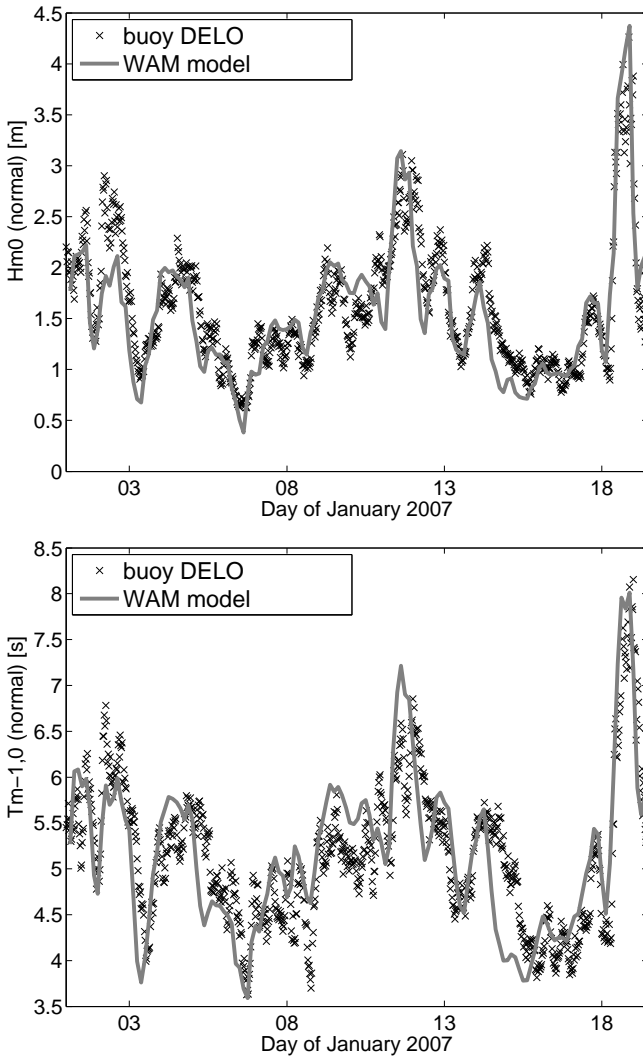 4.5
4
3.5
3
2.5
2
1.5
1
0.5
0
Hm0 (normal) [m]
buoy DELO
WAM model
03 08 13 18
Day of January 2007
8.5
8
7.5
7
6.5
6
5.5
5
4.5
4
3.5
Tm−1,0 (normal) [s]
buoy DELO
WAM model
03 08 13 18
Day of January 2007